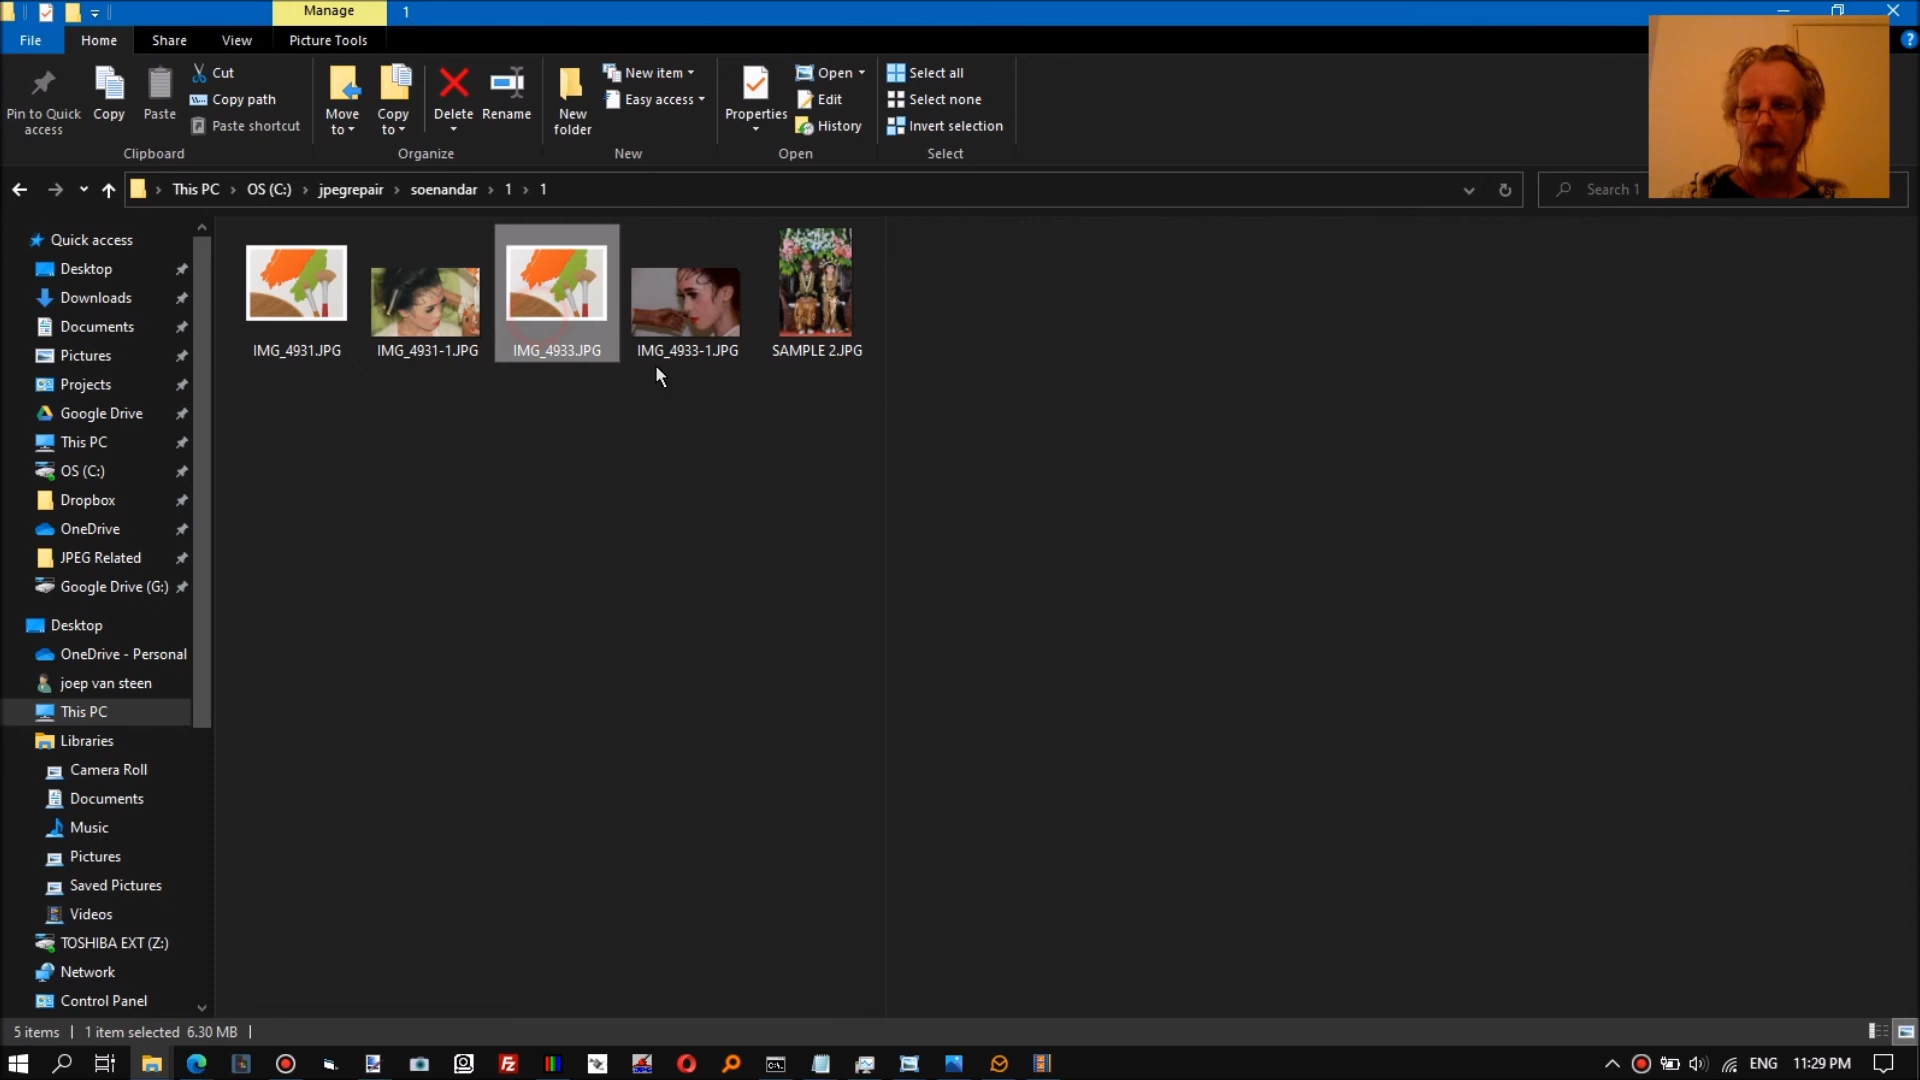 Manage
1
File
Home
Share
View
Picture Tools
Pin to Quick access
Copy
Paste
Cut
Copy path
Paste shortcut
Clipboard
Move to
Copy to
Delete
Rename
Organize
New folder
New item
Easy access
New
Properties
Open
Edit
History
Open
Select all
Select none
Invert selection
Select
This PC > OS (C:) > jpegrepair > soenandar > 1 > 1
Search 1
Quick access
Desktop
Downloads
Documents
Pictures
Projects
Google Drive
This PC
OS (C:)
Dropbox
OneDrive
JPEG Related
Google Drive (G:)
Desktop
OneDrive - Personal
joep van steen
This PC
Libraries
Camera Roll
Documents
Music
Pictures
Saved Pictures
Videos
TOSHIBA EXT (Z:)
Network
Control Panel
IMG_4931.JPG
IMG_4931-1.JPG
IMG_4933.JPG
IMG_4933-1.JPG
SAMPLE 2.JPG
5 items
1 item selected 6.30 MB
ENG
11:29 PM